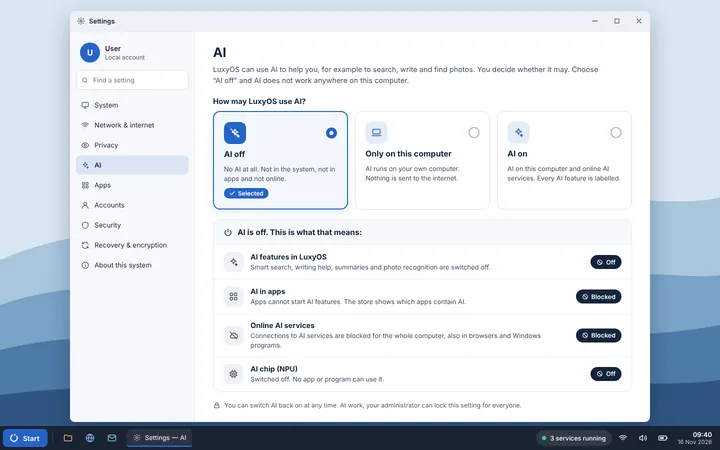 Settings
U
User
Local account
Find a setting
System
Network & internet
Privacy
AI
Apps
Accounts
Security
Recovery & encryption
About this system
AI
LuxyOS can use AI to help you, for example to search, write and find photos. You decide whether it may. Choose
“AI off” and AI does not work anywhere on this computer.
How may LuxyOS use AI?
AI off
No AI at all. Not in the system, not in
apps and not online.
Selected
Only on this computer
AI runs on your own computer.
Nothing is sent to the internet.
AI on
AI on this computer and online AI
services. Every AI feature is labelled.
AI is off. This is what that means:
AI features in LuxyOS
Smart search, writing help, summaries and photo recognition are switched off.
Off
AI in apps
Apps cannot start AI features. The store shows which apps contain AI.
Blocked
Online AI services
Connections to AI services are blocked for the whole computer, also in browsers and Windows
programs.
Blocked
AI chip (NPU)
Switched off. No app or program can use it.
Off
You can switch AI back on at any time. At work, your administrator can lock this setting for everyone.
Start
Settings — AI
3 services running
09:40
16 Nov 2026